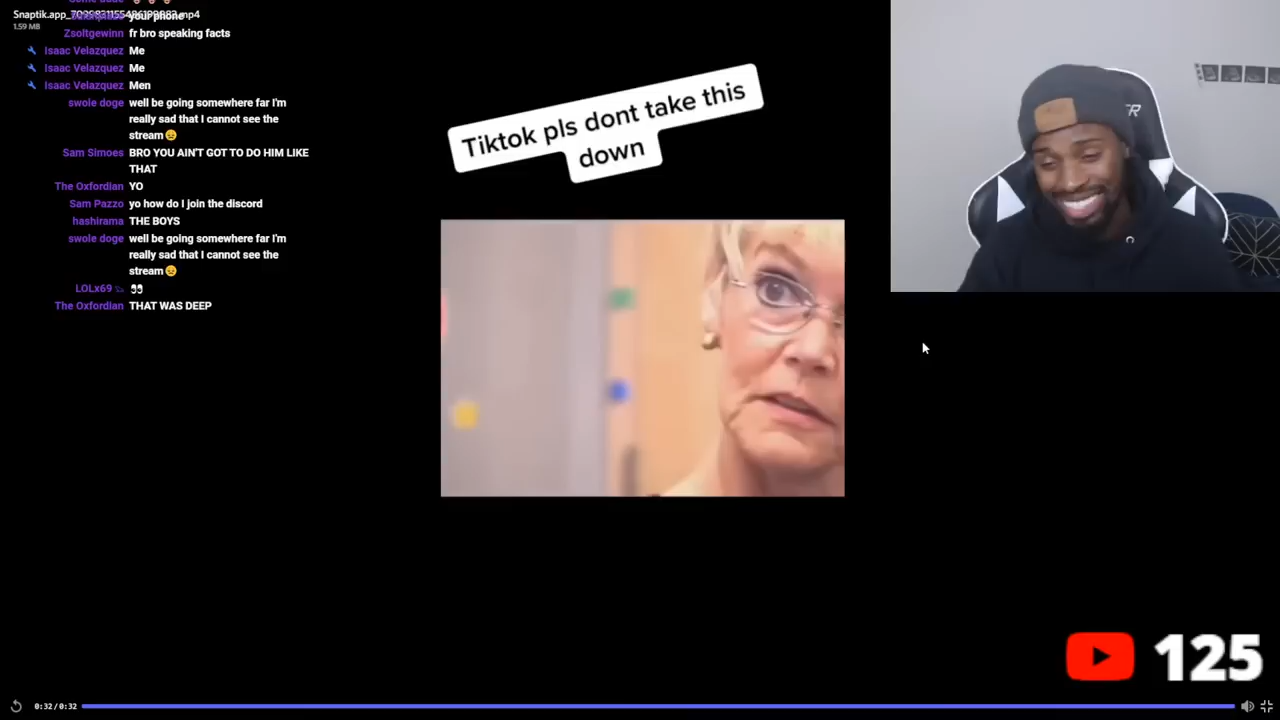 Snaptik.app_7099831155486199883.mp4
1.59 MB
your phone
Zsoltgewinn fr bro speaking facts
Isaac Velazquez Me
Isaac Velazquez Me
Isaac Velazquez Men
swole doge well be going somewhere far I'm
really sad that I cannot see the
stream😣
Sam Simoes BRO YOU AIN'T GOT TO DO HIM LIKE
THAT
The Oxfordian YO
Sam Pazzo yo how do I join the discord
hashirama THE BOYS
swole doge well be going somewhere far I'm
really sad that I cannot see the
stream😣
LOLx69 👀
The Oxfordian THAT WAS DEEP
Tiktok pls dont take this
down
125
0:32/0:32